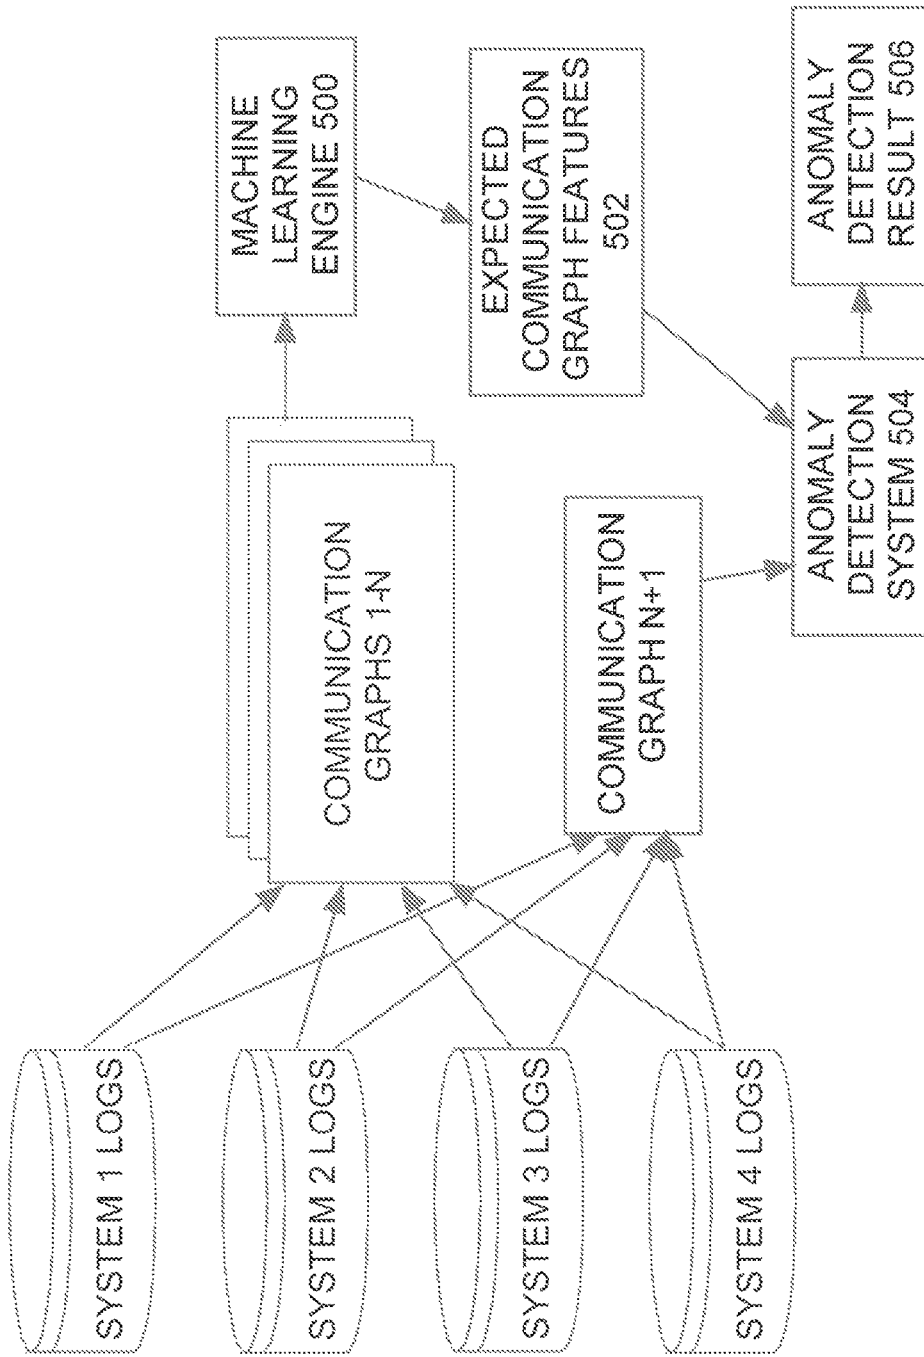 SYSTEM 1 LOGS
SYSTEM 2 LOGS
SYSTEM 3 LOGS
SYSTEM 4 LOGS
COMMUNICATION
GRAPHS 1-N
COMMUNICATION
GRAPH N+1
MACHINE
LEARNING
ENGINE 500
EXPECTED
COMMUNICATION
GRAPH FEATURES
502
ANOMALY
DETECTION
SYSTEM 504
ANOMALY
DETECTION
RESULT 506